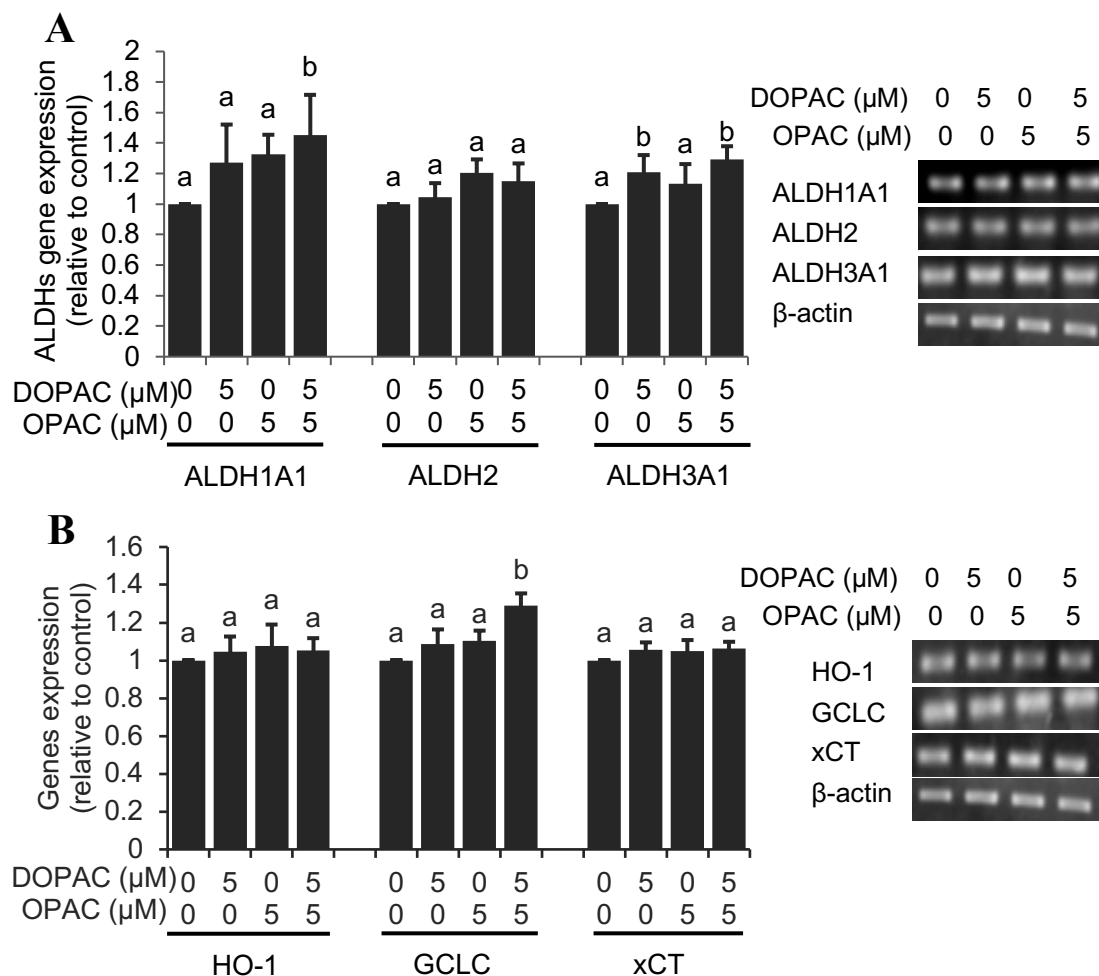 A
ALDHs gene expression
(relative to control)
2
1.8
1.6
1.4
1.2
1
0.8
0.6
0.4
0.2
0
a a a b a a a a a b a b
DOPAC (µM) 0 5 0 5 0 5 0 5 0 5 0 5
OPAC (µM) 0 0 5 5 0 0 5 5 0 0 5 5
ALDH1A1 ALDH2 ALDH3A1
DOPAC (µM) 0 5 0 5
OPAC (µM) 0 0 5 5
ALDH1A1
ALDH2
ALDH3A1
β-actin
B
Genes expression
(relative to control)
1.6
1.4
1.2
1
0.8
0.6
0.4
0.2
0
a a a a a a a b a a a a
DOPAC (µM) 0 5 0 5 0 5 0 5 0 5 0 5
OPAC (µM) 0 0 5 5 0 0 5 5 0 0 5 5
HO-1 GCLC xCT
DOPAC (µM) 0 5 0 5
OPAC (µM) 0 0 5 5
HO-1
GCLC
xCT
β-actin